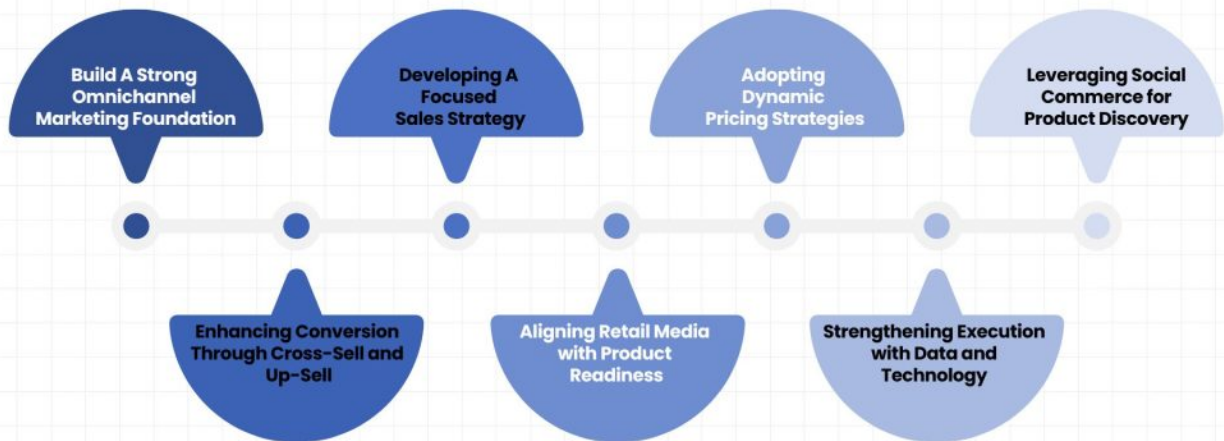 Build A Strong
Omnichannel
Marketing Foundation
Developing A
Focused
Sales Strategy
Adopting
Dynamic
Pricing Strategies
Leveraging Social
Commerce for
Product Discovery
Enhancing Conversion
Through Cross-Sell and
Up-Sell
Aligning Retail Media
with Product
Readiness
Strengthening Execution
with Data and
Technology